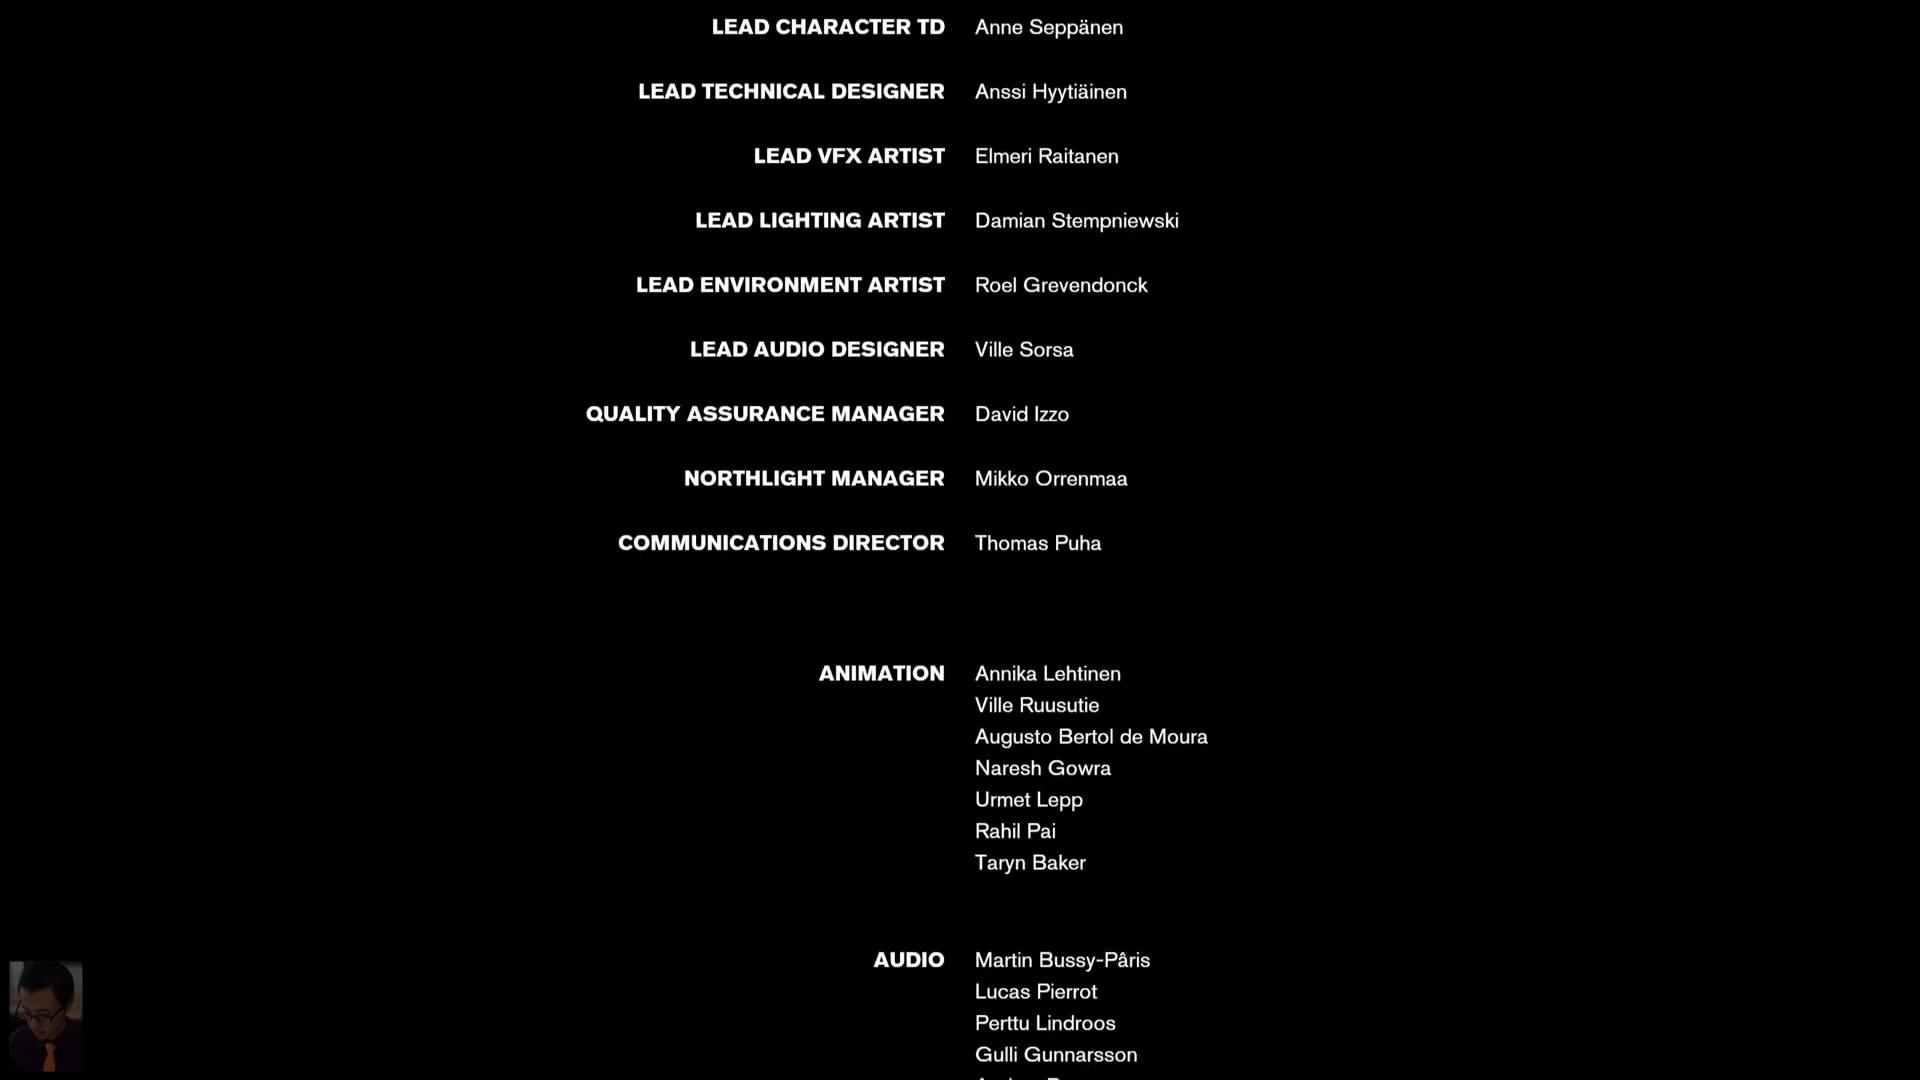 LEAD CHARACTER TD Anne Seppänen
LEAD TECHNICAL DESIGNER Anssi Hyytiäinen
LEAD VFX ARTIST Elmeri Raitanen
LEAD LIGHTING ARTIST Damian Stempniewski
LEAD ENVIRONMENT ARTIST Roel Grevendonck
LEAD AUDIO DESIGNER Ville Sorsa
QUALITY ASSURANCE MANAGER David Izzo
NORTHLIGHT MANAGER Mikko Orrenmaa
COMMUNICATIONS DIRECTOR Thomas Puha
ANIMATION Annika Lehtinen
Ville Ruusutie
Augusto Bertol de Moura
Naresh Gowra
Urmet Lepp
Rahil Pai
Taryn Baker
AUDIO Martin Bussy-Pâris
Lucas Pierrot
Perttu Lindroos
Gulli Gunnarsson